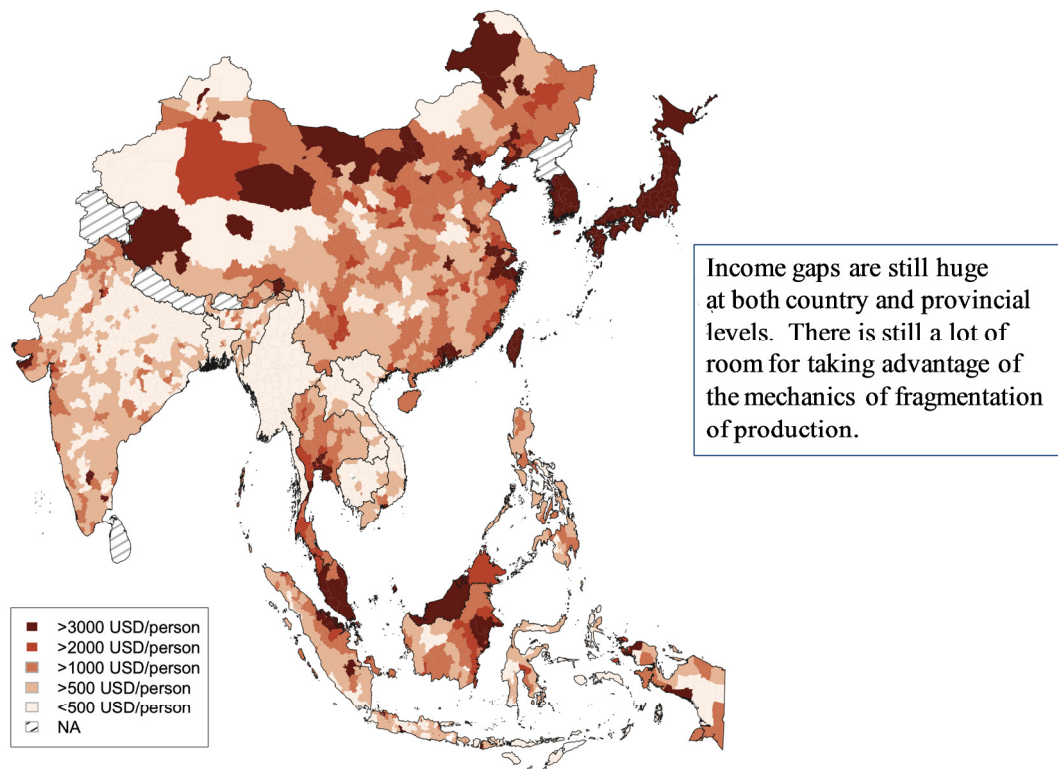 Income gaps are still huge
at both country and provincial
levels. There is still a lot of
room for taking advantage of
the mechanics of fragmentation
of production.
>3000 USD/person
>2000 USD/person
>1000 USD/person
>500 USD/person
<500 USD/person
NA